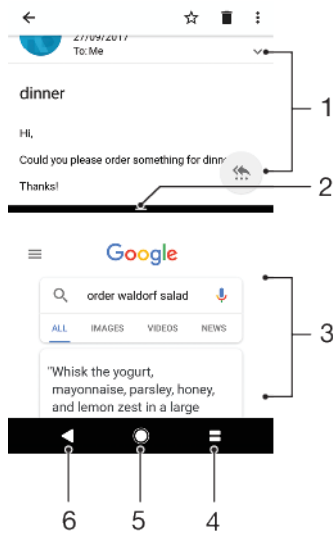 27/09/2017
To: Me
1
dinner
Hi,
Could you please order something for
Thanks!
2
Google
order waldorf salad
3
ALL IMAGES VIDEOS NEWS
"Whisk the yogurt,
mayonnaise, parsley, honey,
and lemon zest in a large
6 5 4